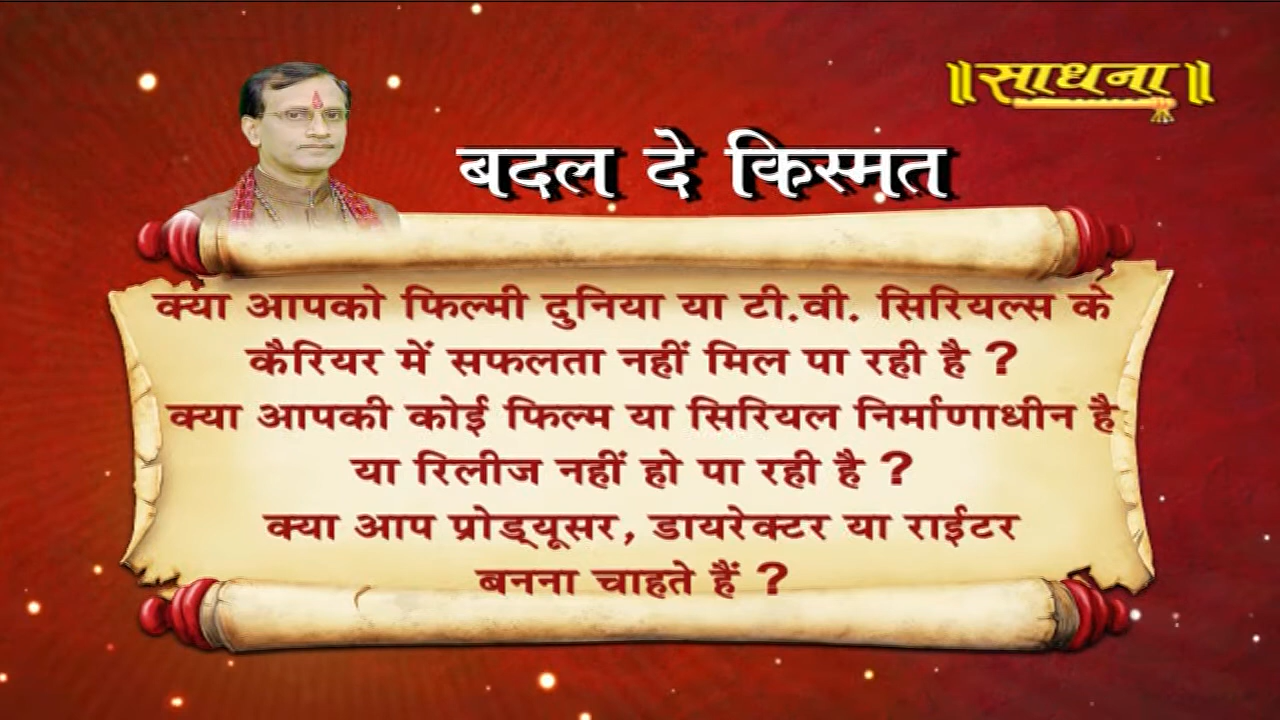 ॥साधना॥
बदल दे किस्मत
क्या आपको फिल्मी दुनिया या टी.वी. सिरियल्स के
कैरियर में सफलता नहीं मिल पा रही है ?
क्या आपकी कोई फिल्म या सिरियल निर्माणाधीन है
या रिलीज नहीं हो पा रही है ?
क्या आप प्रोड्यूसर, डायरेक्टर या राईटर
बनना चाहते हैं ?